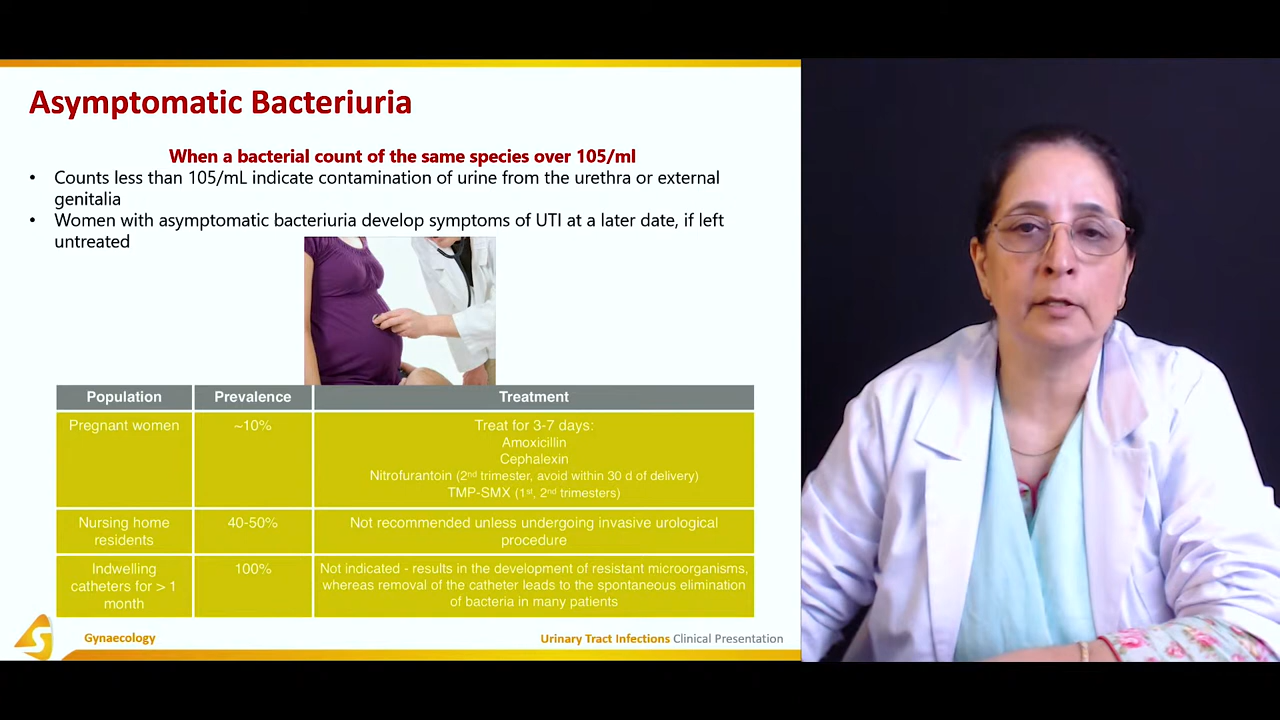 Asymptomatic Bacteriuria
When a bacterial count of the same species over 105/ml
• Counts less than 105/mL indicate contamination of urine from the urethra or external
genitalia
• Women with asymptomatic bacteriuria develop symptoms of UTI at a later date, if left
untreated
Population Prevalence Treatment
Pregnant women ~10% Treat for 3-7 days:
Amoxicillin
Cephalexin
Nitrofurantoin (2nd trimester, avoid within 30 d of delivery)
TMP-SMX (1st, 2nd trimesters)
Nursing home 40-50% Not recommended unless undergoing invasive urological
residents procedure
Indwelling 100% Not indicated - results in the development of resistant microorganisms,
catheters for > 1 whereas removal of the catheter leads to the spontaneous elimination
month of bacteria in many patients
S
Gynaecology Urinary Tract Infections Clinical Presentation